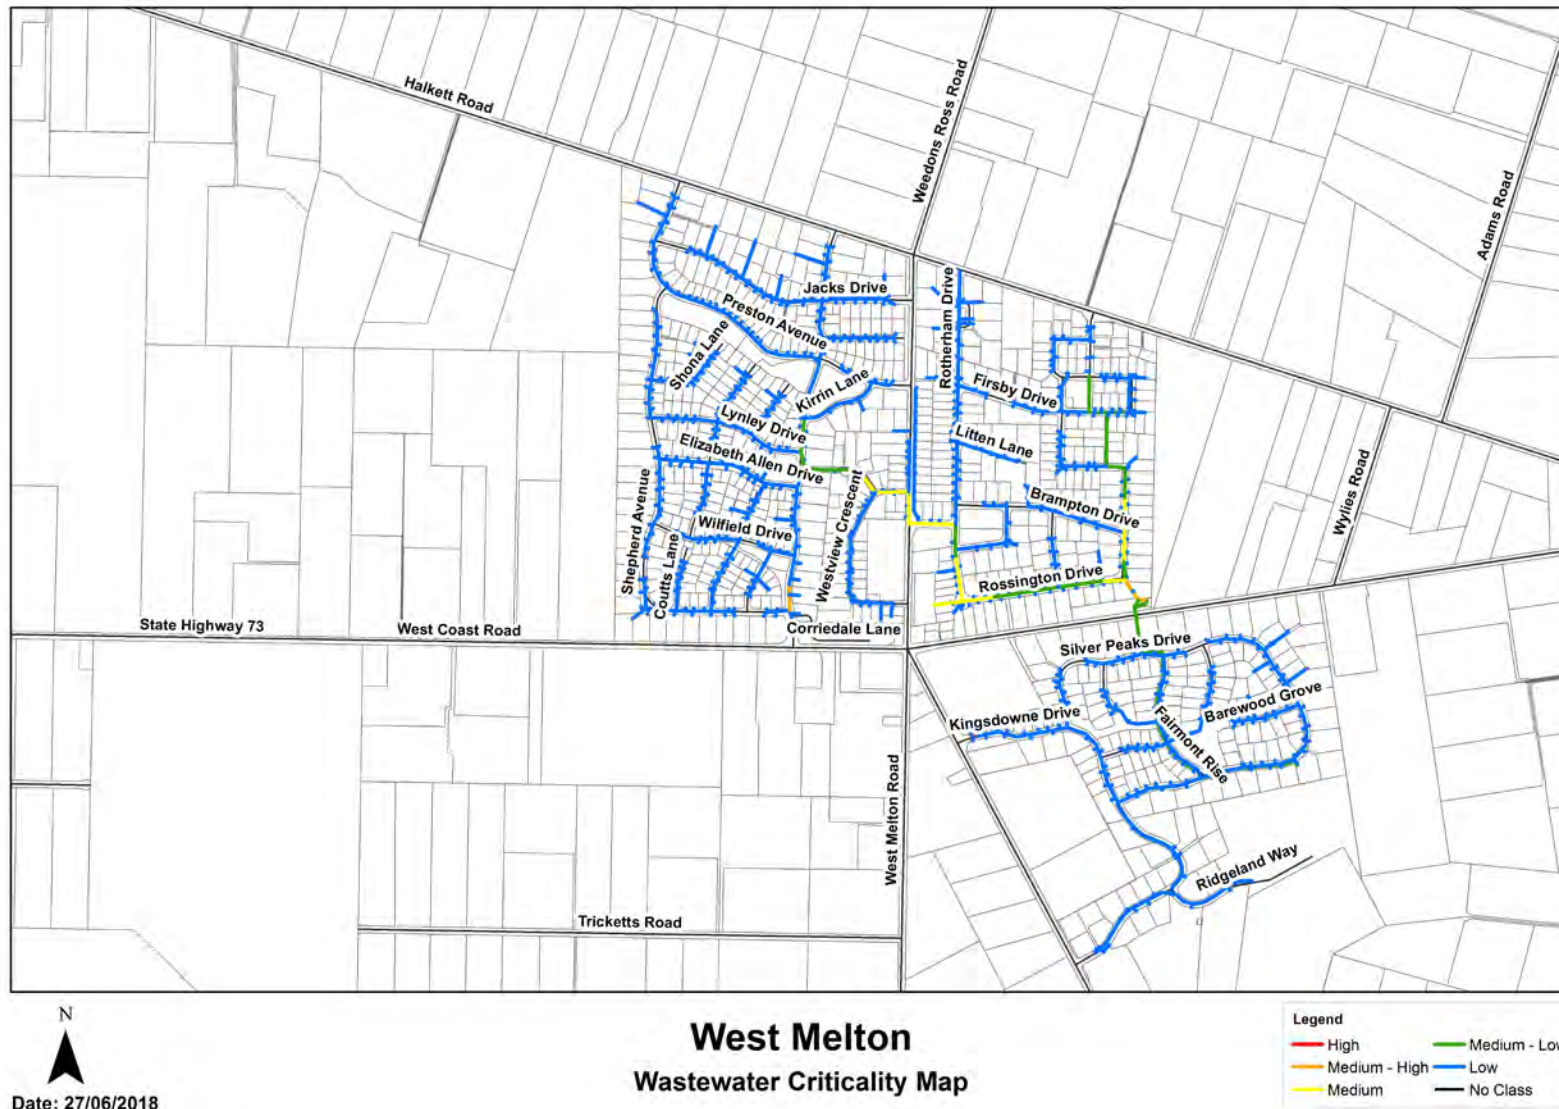 Halkett Road
Weedons Ross Road
Adams Road
Jacks Drive
Rotherham Drive
Preston Avenue
Shona Lane
Kirrin Lane
Firsby Drive
Lynley Drive
Litten Lane
Elizabeth Allen Drive
Westview Crescent
Wylies Road
Brampton Drive
Shepherd Avenue
Wilfield Drive
Coutts Lane
Rossington Drive
State Highway 73
West Coast Road
Corriedale Lane
Silver Peaks Drive
Barewood Grove
Kingsdowne Drive
Fairmont Rise
West Melton Road
Ridgeland Way
Tricketts Road
N
Date: 27/06/2018
West Melton
Wastewater Criticality Map
Legend
High
Medium - High
Medium
Medium - Low
Low
No Class